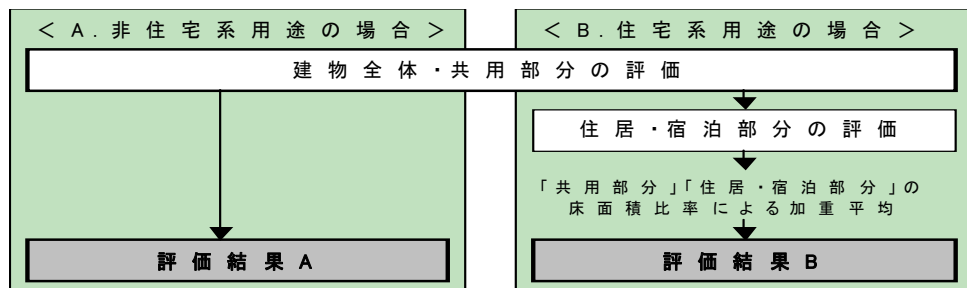 ＜A.非住宅系用途の場合＞
＜B.住宅系用途の場合＞
建物全体・共用部分の評価
住居・宿泊部分の評価
「共用部分」「住居・宿泊部分」の
床面積比率による加重平均
評価結果A
評価結果B